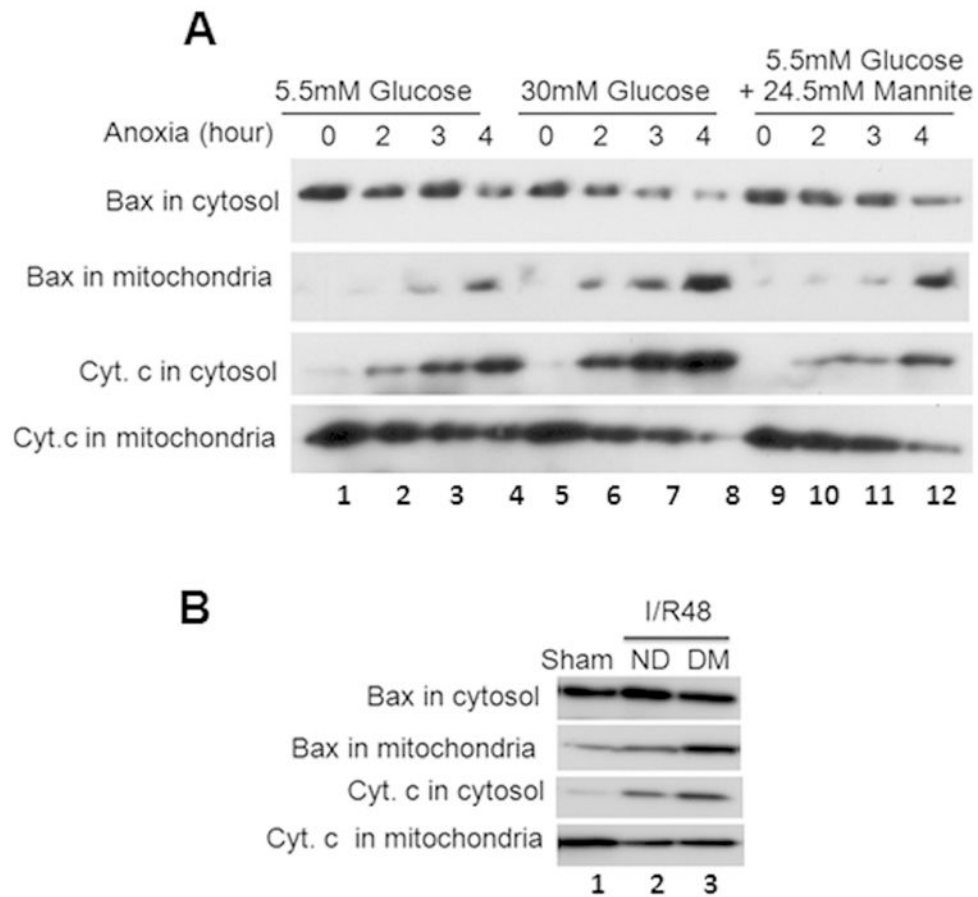 A
5.5mM Glucose
5.5mM Glucose 30mM Glucose + 24.5mM Mannite
Anoxia (hour) 0 2 3 4 0 2 3 4 0 2 3 4
Bax in cytosol
Bax in mitochondria
Cyt. c in cytosol
Cyt.c in mitochondria
1 2 3 4 5 6 7 8 9 10 11 12
B
I/R48
Sham ND DM
Bax in cytosol
Bax in mitochondria
Cyt. c in cytosol
Cyt. c in mitochondria
1 2 3